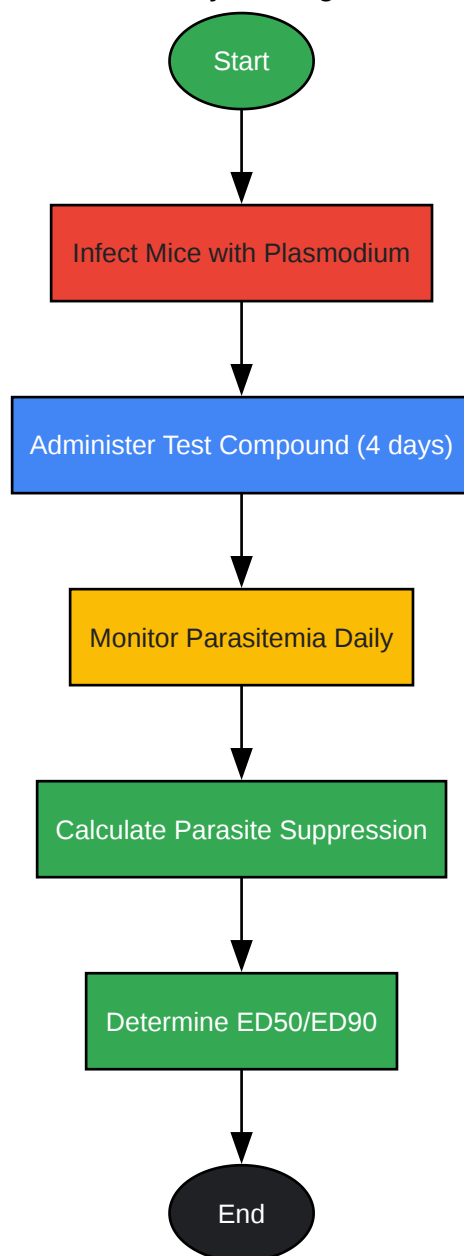 Start
Infect Mice with Plasmodium
Administer Test Compound (4 days)
Monitor Parasitemia Daily
Calculate Parasite Suppression
Determine ED50/ED90
End